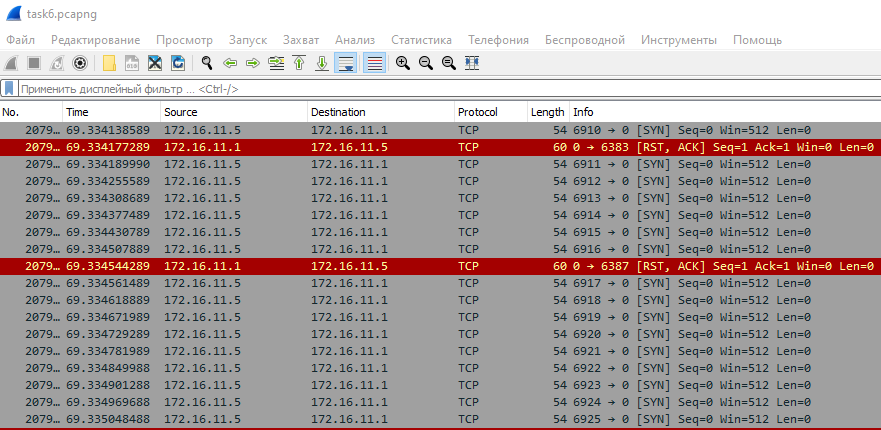 task6.pcapng
Файл Редактирование Просмотр Запуск Захват Анализ Статистика Телефония Беспроводной Инструменты Помощь
Применить дисплейный фильтр ... <Ctrl-/>
No. Time Source Destination Protocol Length Info
2079… 69.334138589 172.16.11.5 172.16.11.1 TCP 54 6910 → 0 [SYN] Seq=0 Win=512 Len=0
2079… 69.334177289 172.16.11.1 172.16.11.5 TCP 60 0 → 6383 [RST, ACK] Seq=1 Ack=1 Win=0 Len=0
2079… 69.334189990 172.16.11.5 172.16.11.1 TCP 54 6911 → 0 [SYN] Seq=0 Win=512 Len=0
2079… 69.334255589 172.16.11.5 172.16.11.1 TCP 54 6912 → 0 [SYN] Seq=0 Win=512 Len=0
2079… 69.334308689 172.16.11.5 172.16.11.1 TCP 54 6913 → 0 [SYN] Seq=0 Win=512 Len=0
2079… 69.334377489 172.16.11.5 172.16.11.1 TCP 54 6914 → 0 [SYN] Seq=0 Win=512 Len=0
2079… 69.334430789 172.16.11.5 172.16.11.1 TCP 54 6915 → 0 [SYN] Seq=0 Win=512 Len=0
2079… 69.334507889 172.16.11.5 172.16.11.1 TCP 54 6916 → 0 [SYN] Seq=0 Win=512 Len=0
2079… 69.334544289 172.16.11.1 172.16.11.5 TCP 60 0 → 6387 [RST, ACK] Seq=1 Ack=1 Win=0 Len=0
2079… 69.334561489 172.16.11.5 172.16.11.1 TCP 54 6917 → 0 [SYN] Seq=0 Win=512 Len=0
2079… 69.334618889 172.16.11.5 172.16.11.1 TCP 54 6918 → 0 [SYN] Seq=0 Win=512 Len=0
2079… 69.334671989 172.16.11.5 172.16.11.1 TCP 54 6919 → 0 [SYN] Seq=0 Win=512 Len=0
2079… 69.334729289 172.16.11.5 172.16.11.1 TCP 54 6920 → 0 [SYN] Seq=0 Win=512 Len=0
2079… 69.334781989 172.16.11.5 172.16.11.1 TCP 54 6921 → 0 [SYN] Seq=0 Win=512 Len=0
2079… 69.334849988 172.16.11.5 172.16.11.1 TCP 54 6922 → 0 [SYN] Seq=0 Win=512 Len=0
2079… 69.334901288 172.16.11.5 172.16.11.1 TCP 54 6923 → 0 [SYN] Seq=0 Win=512 Len=0
2079… 69.334969688 172.16.11.5 172.16.11.1 TCP 54 6924 → 0 [SYN] Seq=0 Win=512 Len=0
2079… 69.335048488 172.16.11.5 172.16.11.1 TCP 54 6925 → 0 [SYN] Seq=0 Win=512 Len=0